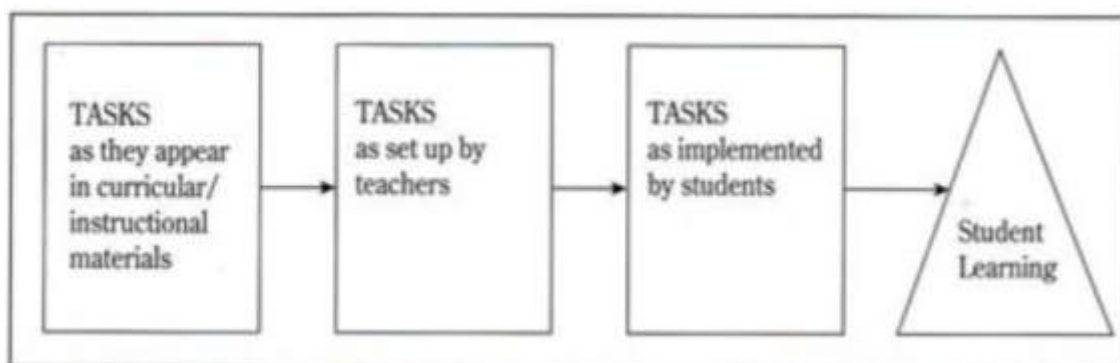 TASKS
as they appear
in curricular/
instructional
materials
TASKS
as set up by
teachers
TASKS
as implemented
by students
Student
Learning